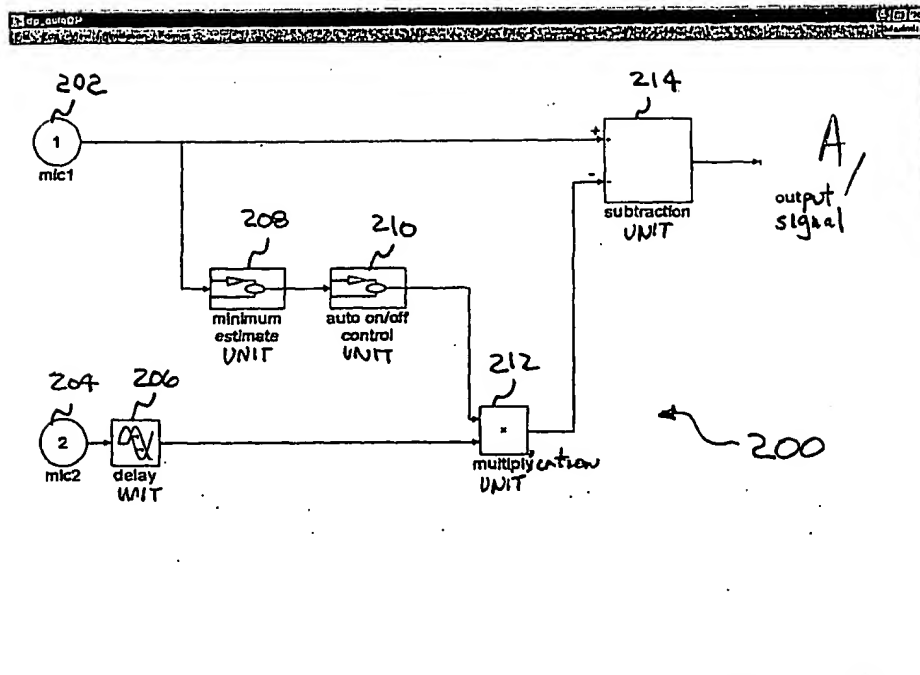 dp_autoDP
202
214
1
mic1
+
-
A
output
signal
subtraction
UNIT
208
210
minimum
estimate
UNIT
auto on/off
control
UNIT
204
206
212
2
mic2
delay
UNIT
x
multiplycation
UNIT
200